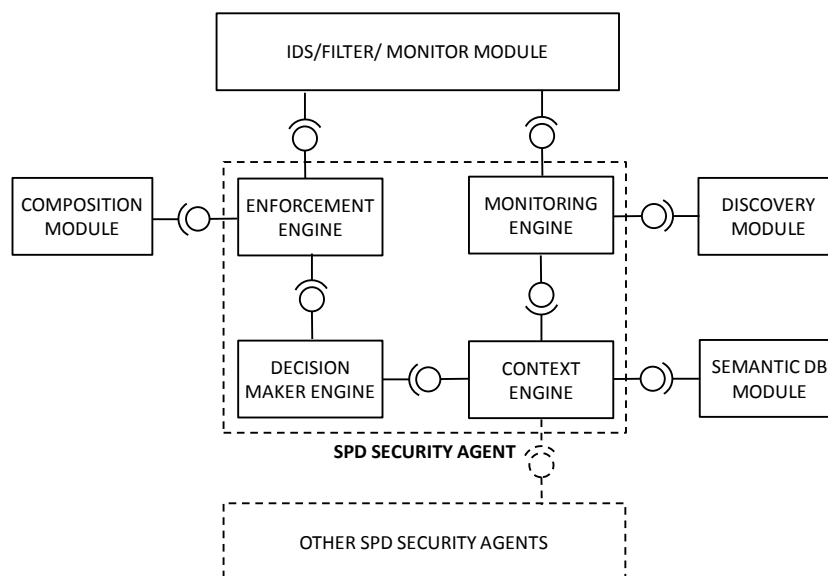 IDS/FILTER/ MONITOR MODULE
COMPOSITION
MODULE
ENFORCEMENT
ENGINE
MONITORING
ENGINE
DISCOVERY
MODULE
DECISION
MAKER ENGINE
CONTEXT
ENGINE
SEMANTIC DB
MODULE
SPD SECURITY AGENT
OTHER SPD SECURITY AGENTS